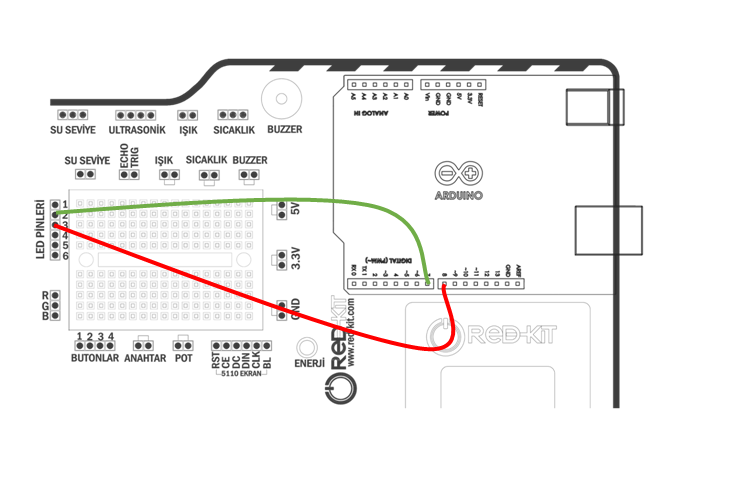 A5 A4 A3 A2 A1 A0
Vin GND GND 5V 3.3V RESET
ANALOG IN
POWER
SU SEVİYE ULTRASONİK IŞIK SICAKLIK BUZZER
SU SEVİYE ECHO TRIG IŞIK SICAKLIK BUZZER
ARDUINO
LED PINLERİ
1
2
3
4
5
6
5V
3.3V
GND
DIGITAL (PWM~)
RX 0 TX 1 2 ~3 4 ~5 ~6 7 8 ~9 ~10 ~11 12 13 GND AREF
R
G
B
1 2 3 4
BUTONLAR ANAHTAR POT
RST CE DC DIN CLK BL
5110 EKRAN
ENERJİ
ReD-KiT
www.red-kit.com
ReD-KiT